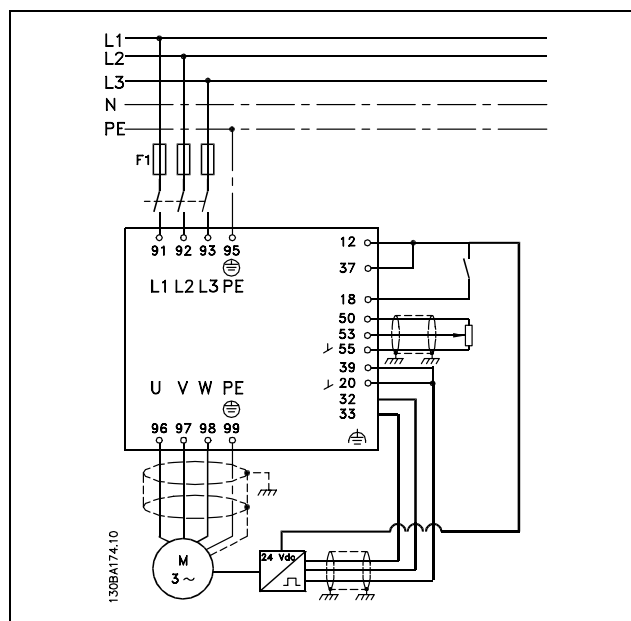 L1
L2
L3
N
PE
F1
91 92 93 95
L1 L2 L3 PE
12
37
18
50
53
55
39
20
32
33
U V W PE
96 97 98 99
M
3 ~
24 Vdc
130BA174.10